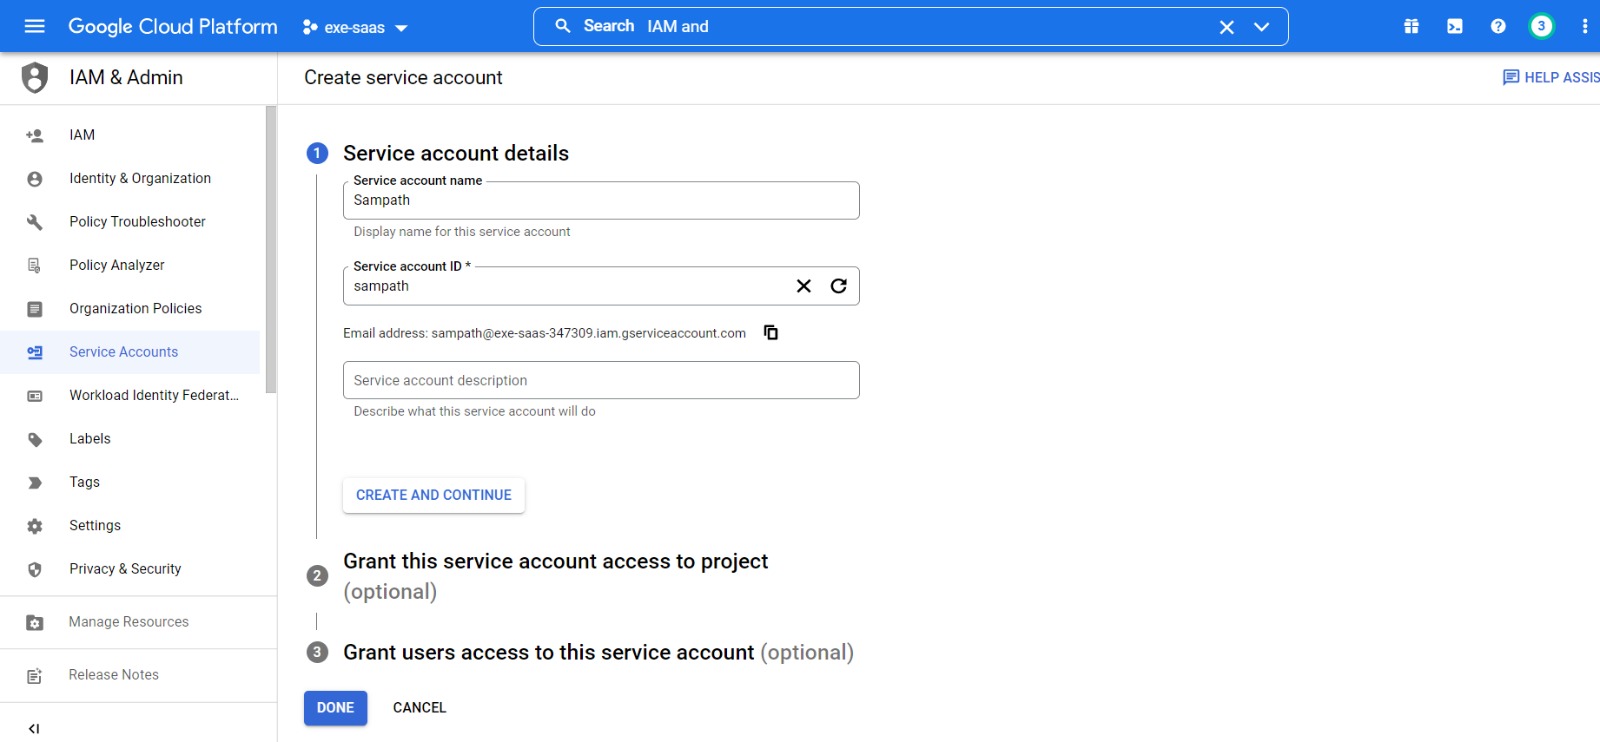 Google Cloud Platform
exe-saas
Search IAM and
3
IAM & Admin
Create service account
HELP ASSIS
IAM
Identity & Organization
Policy Troubleshooter
Policy Analyzer
Organization Policies
Service Accounts
Workload Identity Federat...
Labels
Tags
Settings
Privacy & Security
Manage Resources
Release Notes
1 Service account details
Service account name
Sampath
Display name for this service account
Service account ID *
sampath
Email address: sampath@exe-saas-347309.iam.gserviceaccount.com
Service account description
Describe what this service account will do
CREATE AND CONTINUE
2 Grant this service account access to project
(optional)
3 Grant users access to this service account (optional)
DONE CANCEL